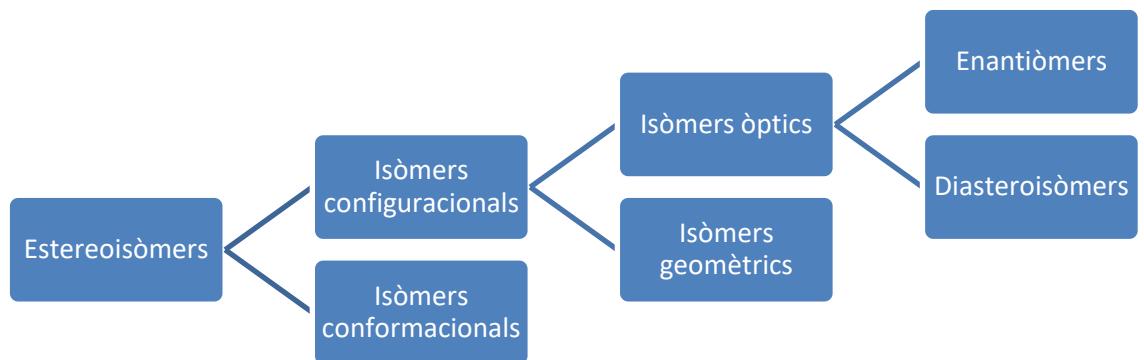 Estereoisòmers
Isòmers
configuracionals
Isòmers òptics
Enantiòmers
Diasteroisòmers
Isòmers
geomètrics
Isòmers
conformacionals